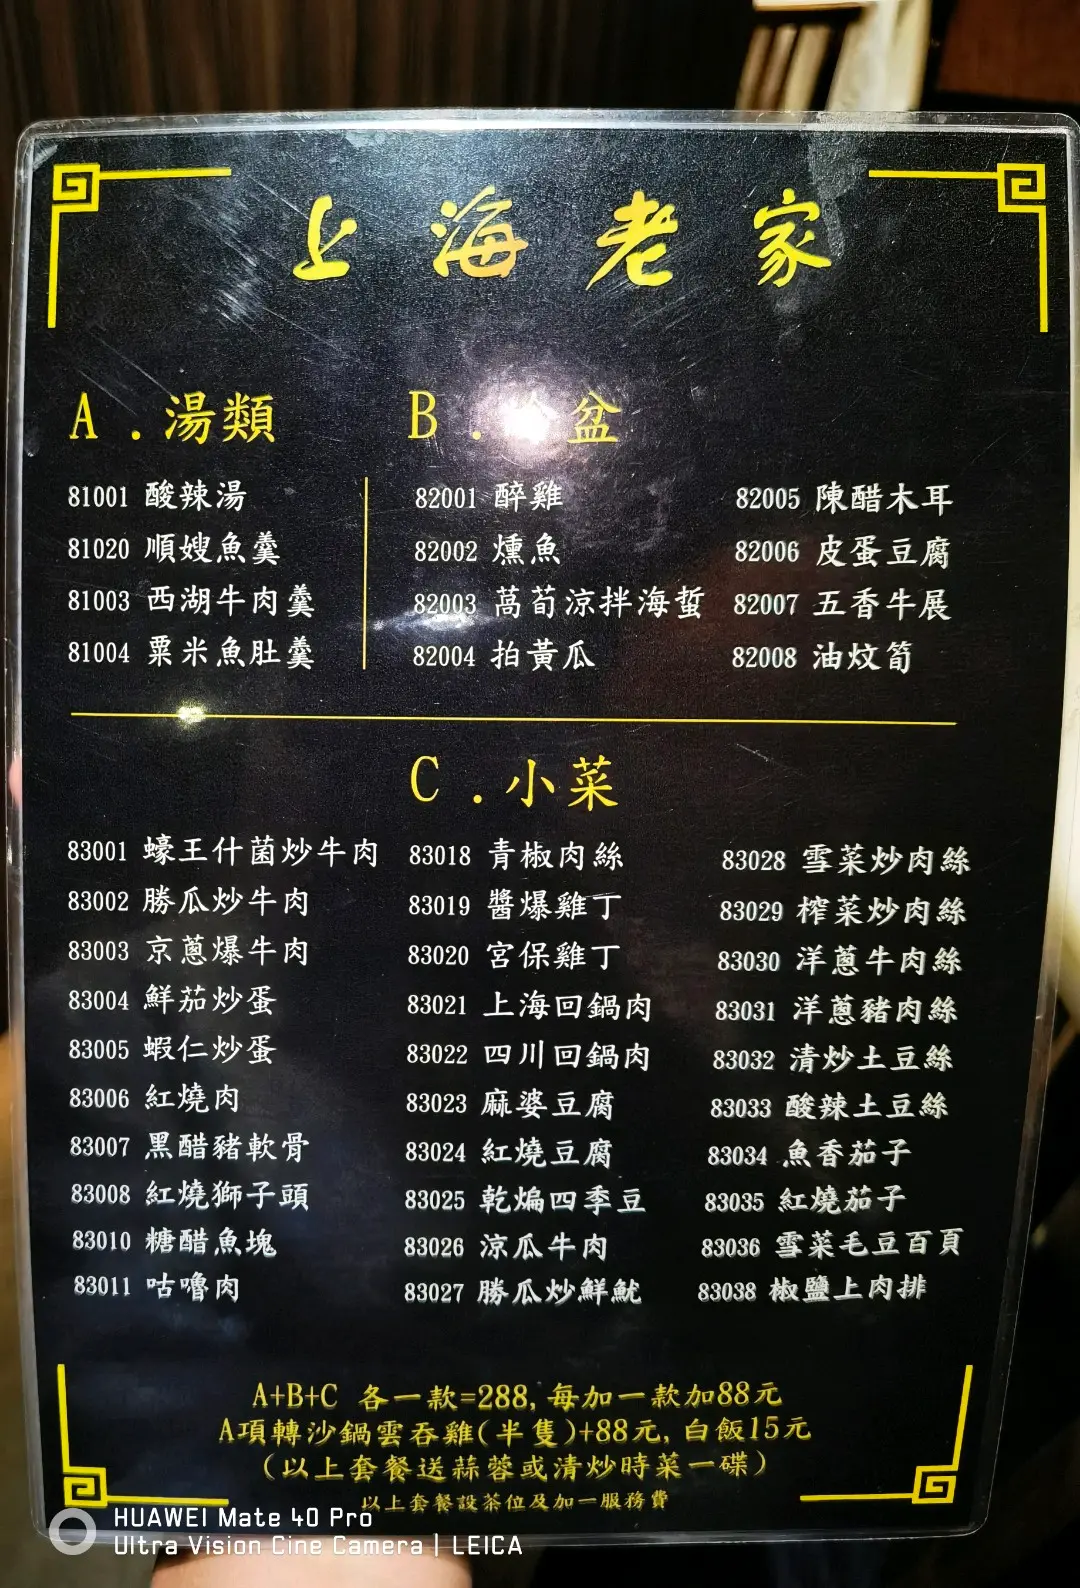 上海老家
A．湯類
B．盆
81001 酸辣湯
81020 順嫂魚羹
81003 西湖牛肉羹
81004 粟米魚肚羹
82001 醉雞
82002 燻魚
82003 萵荀涼拌海蜇
82004 拍黃瓜
82005 陳醋木耳
82006 皮蛋豆腐
82007 五香牛展
82008 油炆筍
C．小菜
83001 蠔王什菌炒牛肉
83002 勝瓜炒牛肉
83003 京蔥爆牛肉
83004 鮮茄炒蛋
83005 蝦仁炒蛋
83006 紅燒肉
83007 黑醋豬軟骨
83008 紅燒獅子頭
83010 糖醋魚塊
83011 咕嚕肉
83018 青椒肉絲
83019 醬爆雞丁
83020 宮保雞丁
83021 上海回鍋肉
83022 四川回鍋肉
83023 麻婆豆腐
83024 紅燒豆腐
83025 乾煸四季豆
83026 涼瓜牛肉
83027 勝瓜炒鮮魷
83028 雪菜炒肉絲
83029 榨菜炒肉絲
83030 洋蔥牛肉絲
83031 洋蔥豬肉絲
83032 清炒土豆絲
83033 酸辣土豆絲
83034 魚香茄子
83035 紅燒茄子
83036 雪菜毛豆百頁
83038 椒鹽上肉排
A+B+C 各一款=288, 每加一款加88元
A項轉沙鍋雲吞雞(半隻)+88元, 白飯15元
(以上套餐送蒜蓉或清炒時菜一碟)
以上套餐設茶位及加一服務費
HUAWEI Mate 40 Pro
Ultra Vision Cine Camera | LEICA